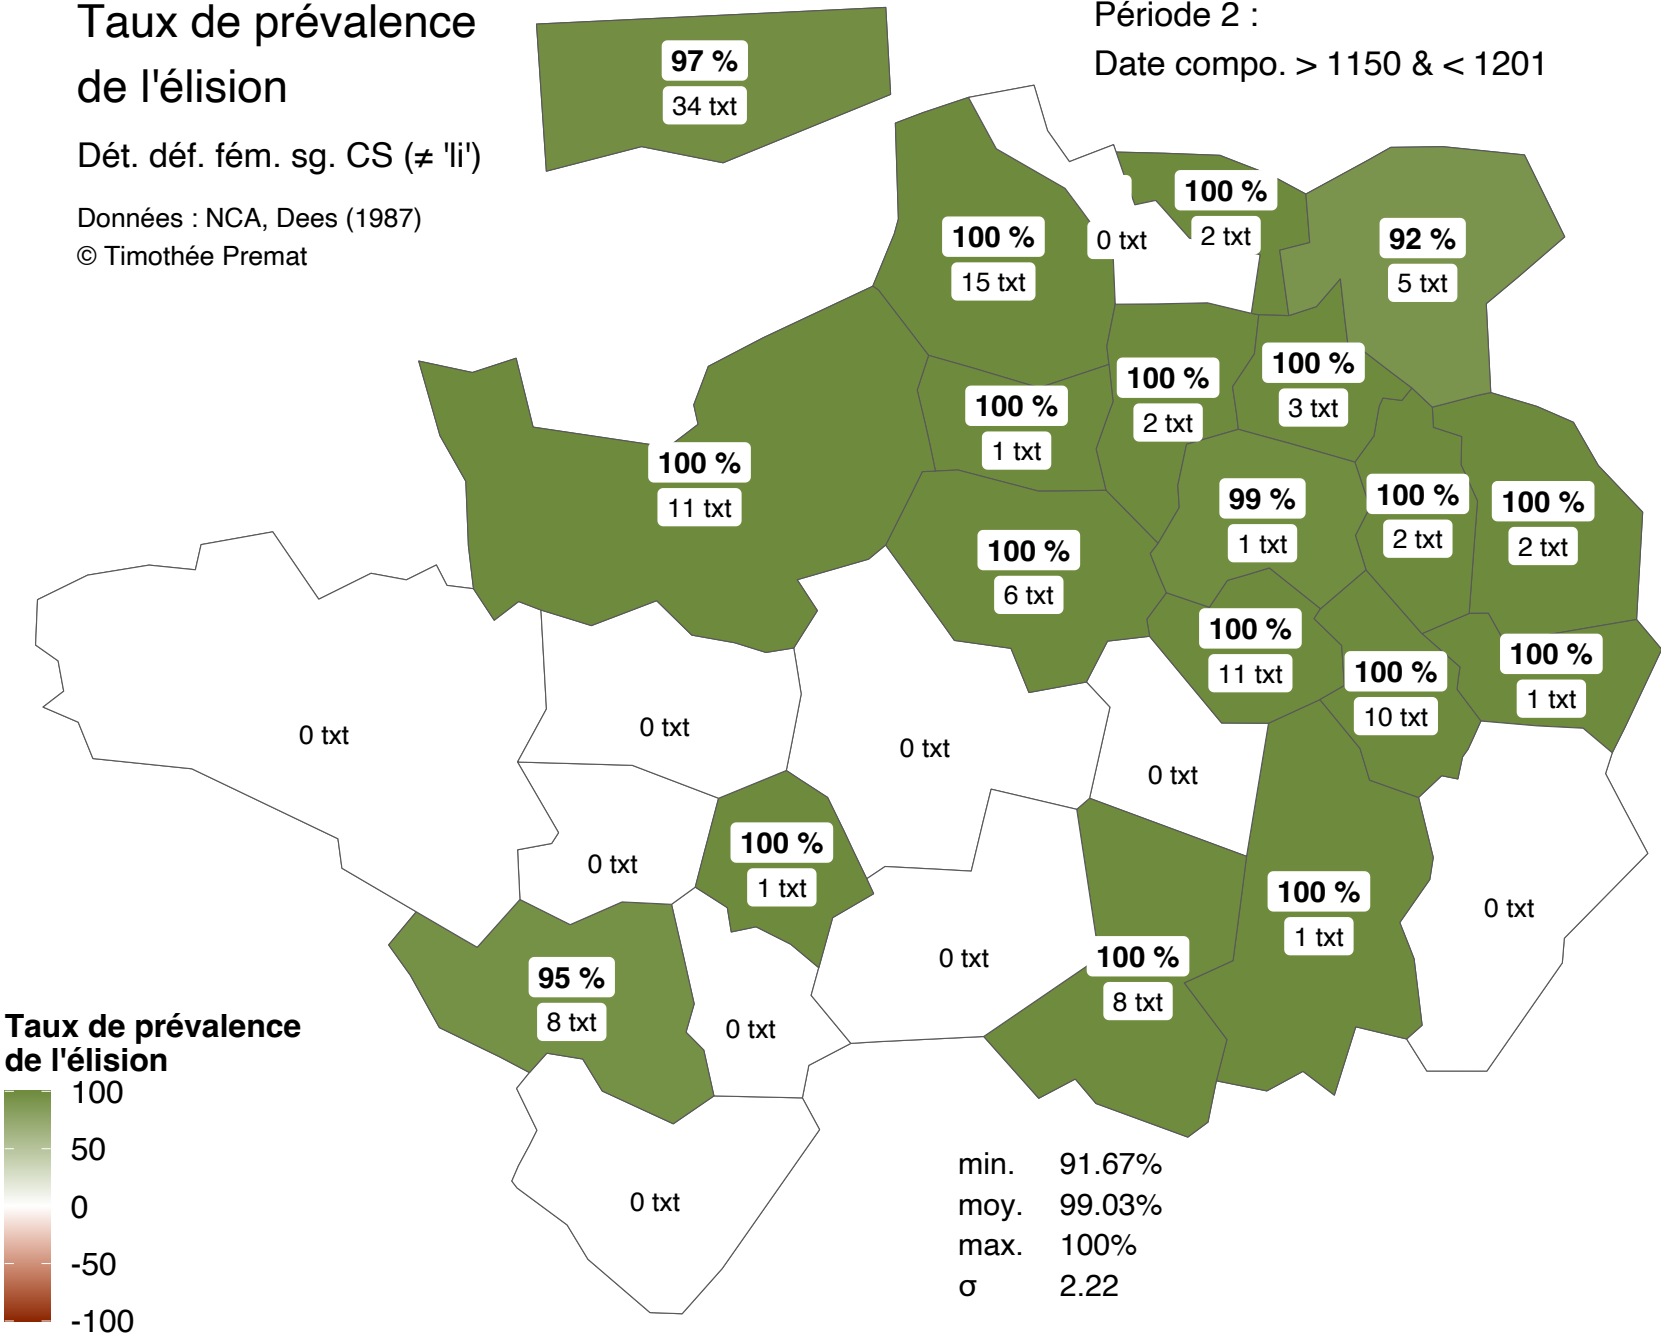 Taux de prévalence
de l'élision
Dét. déf. fém. sg. CS (≠ 'li')
Données : NCA, Dees (1987)
© Timothée Premat
Période 2 :
Date compo. > 1150 & < 1201
97 %
34 txt
100 %
2 txt
0 txt
100 %
15 txt
92 %
5 txt
100 %
3 txt
100 %
2 txt
100 %
1 txt
100 %
11 txt
99 %
1 txt
100 %
2 txt
100 %
2 txt
100 %
6 txt
100 %
11 txt
100 %
10 txt
100 %
1 txt
0 txt
0 txt
0 txt
0 txt
0 txt
100 %
1 txt
100 %
1 txt
0 txt
0 txt
100 %
8 txt
95 %
8 txt
0 txt
0 txt
Taux de prévalence
de l'élision
100
50
0
-50
-100
min. 91.67%
moy. 99.03%
max. 100%
σ 2.22